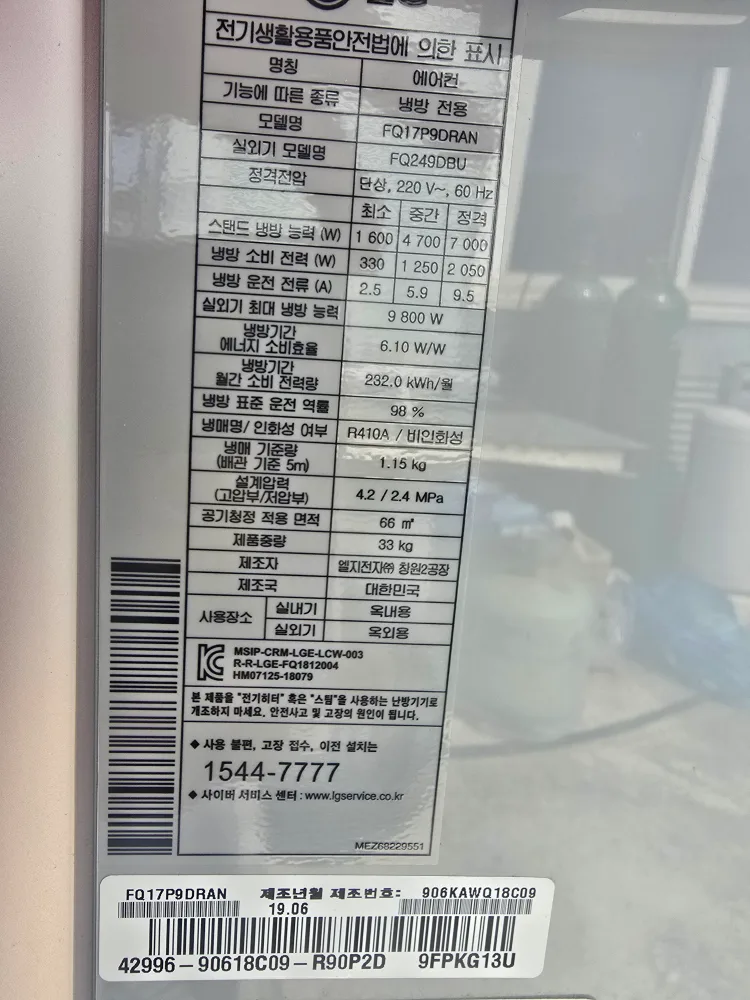 LG
전기생활용품안전법에 의한 표시
명칭 에어컨
기능에 따른 종류 냉방 전용
모델명 FQ17P9DRAN
실외기 모델명 FQ249DBU
정격전압 단상, 220 V~, 60 Hz
최소 중간 정격
스탠드 냉방 능력 (W) 1 600 4 700 7 000
냉방 소비 전력 (W) 330 1 250 2 050
냉방 운전 전류 (A) 2.5 5.9 9.5
실외기 최대 냉방 능력 9 800 W
냉방기간
에너지 소비효율 6.10 W/W
냉방기간
월간 소비 전력량 232.0 kWh/월
냉방 표준 운전 역률 98 %
냉매명/ 인화성 여부 R410A / 비인화성
냉매 기준량
(배관 기준 5m) 1.15 kg
설계압력
(고압부/저압부) 4.2 / 2.4 MPa
공기청정 적용 면적 66 ㎡
제품중량 33 kg
제조자 엘지전자㈜ 창원2공장
제조국 대한민국
사용장소 실내기 옥내용
실외기 옥외용
MSIP-CRM-LGE-LCW-003
R-R-LGE-FQ1812004
HM07125-18079
본 제품을 "전기히터" 혹은 "스팀"을 사용하는 난방기기로
개조하지 마세요. 안전사고 및 고장의 원인이 됩니다.
◆ 사용 불편, 고장 접수, 이전 설치는
1544-7777
◆ 사이버 서비스 센터 : www.lgservice.co.kr
MEZ68229551
FQ17P9DRAN 제조년월 제조번호: 906KAWQ18C09
19.06
42996-90618C09-R90P2D 9FPKG13U